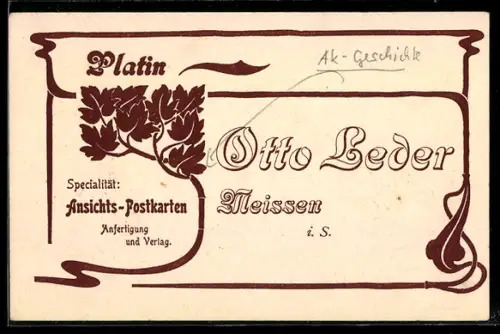 Platin
Ak-Geschichte
Otto Leder
Meissen
i. S.
Specialität:
Ansichts-Postkarten
Anfertigung
und Verlag.